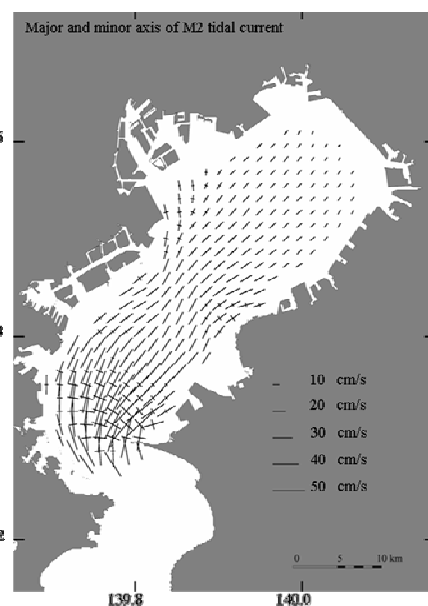 Major and minor axis of M2 tidal current
10 cm/s
20 cm/s
30 cm/s
40 cm/s
50 cm/s
0 5 10 km
139.8 140.0